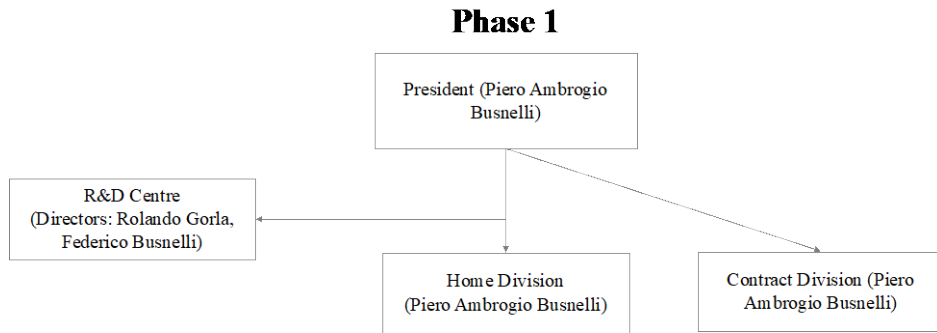 Phase 1
President (Piero Ambrogio
Busnelli)
R&D Centre
(Directors: Rolando Gorla,
Federico Busnelli)
Home Division
(Piero Ambrogio Busnelli)
Contract Division (Piero
Ambrogio Busnelli)